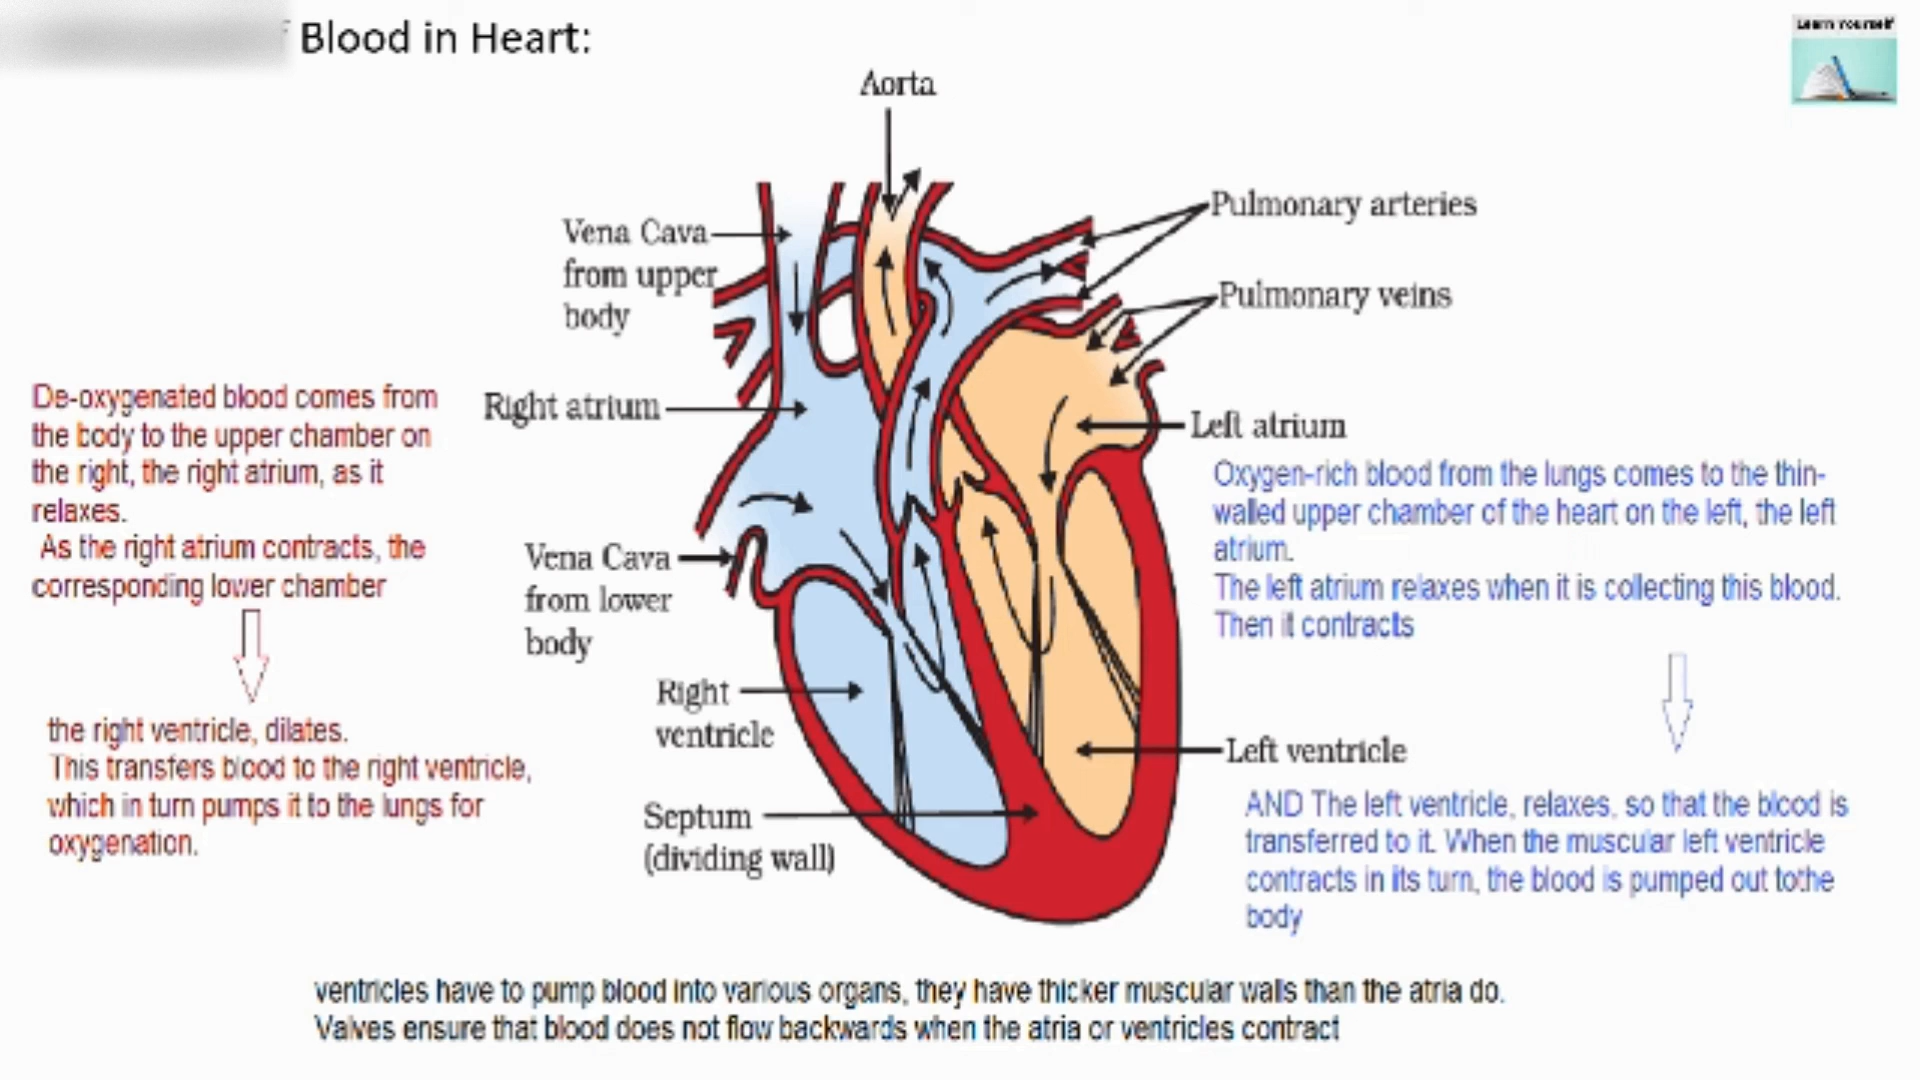 Blood in Heart:
Learn Yourself
Aorta
Pulmonary arteries
Vena Cava
from upper
body
Pulmonary veins
De-oxygenated blood comes from
the body to the upper chamber on
the right, the right atrium, as it
relaxes.
As the right atrium contracts, the
corresponding lower chamber
Right atrium
Left atrium
Oxygen-rich blood from the lungs comes to the thin-
walled upper chamber of the heart on the left, the left
atrium.
The left atrium relaxes when it is collecting this blood.
Then it contracts
Vena Cava
from lower
body
the right ventricle, dilates.
This transfers blood to the right ventricle,
which in turn pumps it to the lungs for
oxygenation.
Right
ventricle
Left ventricle
Septum
(dividing wall)
AND The left ventricle, relaxes, so that the blood is
transferred to it. When the muscular left ventricle
contracts in its turn, the blood is pumped out tothe
body
ventricles have to pump blood into various organs, they have thicker muscular walls than the atria do.
Valves ensure that blood does not flow backwards when the atria or ventricles contract